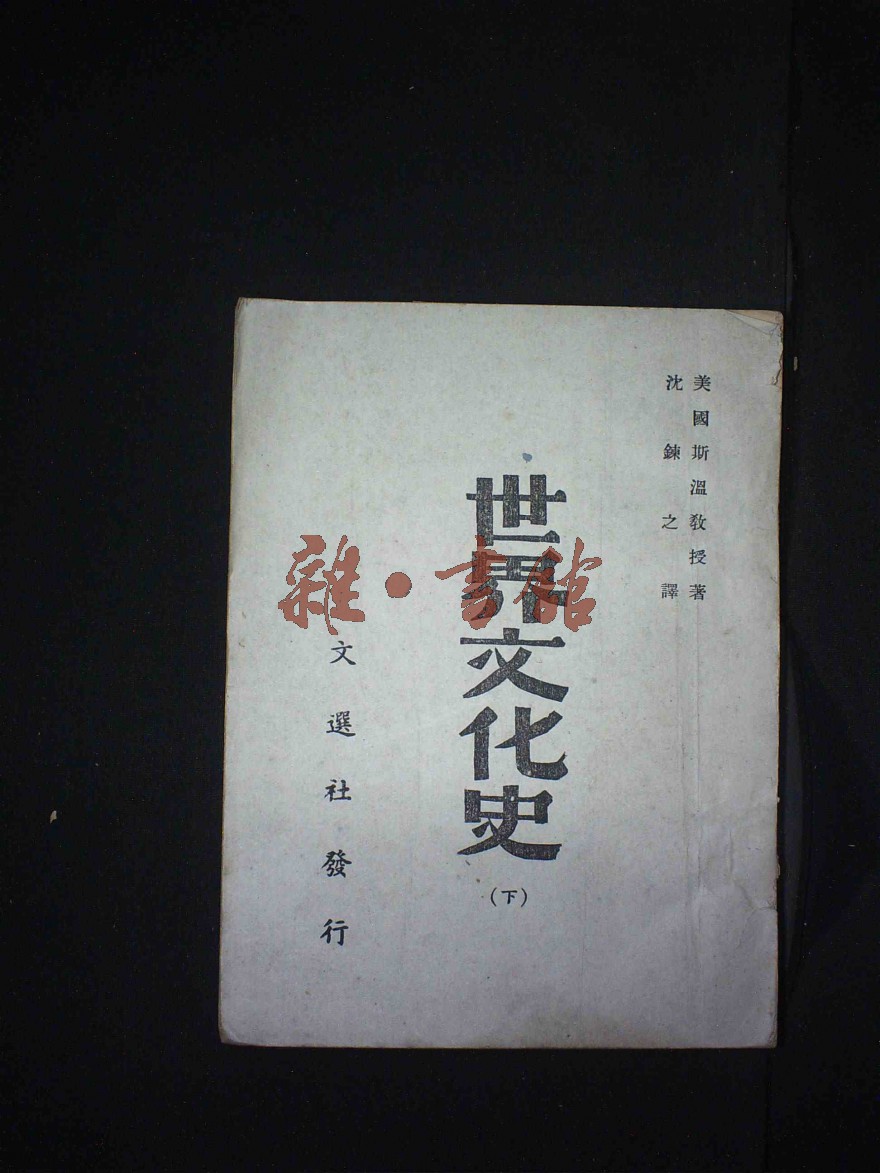 美國斯溫教授著
沈鍊之譯
世界文化史
(下)
文選社發行
雜·書館